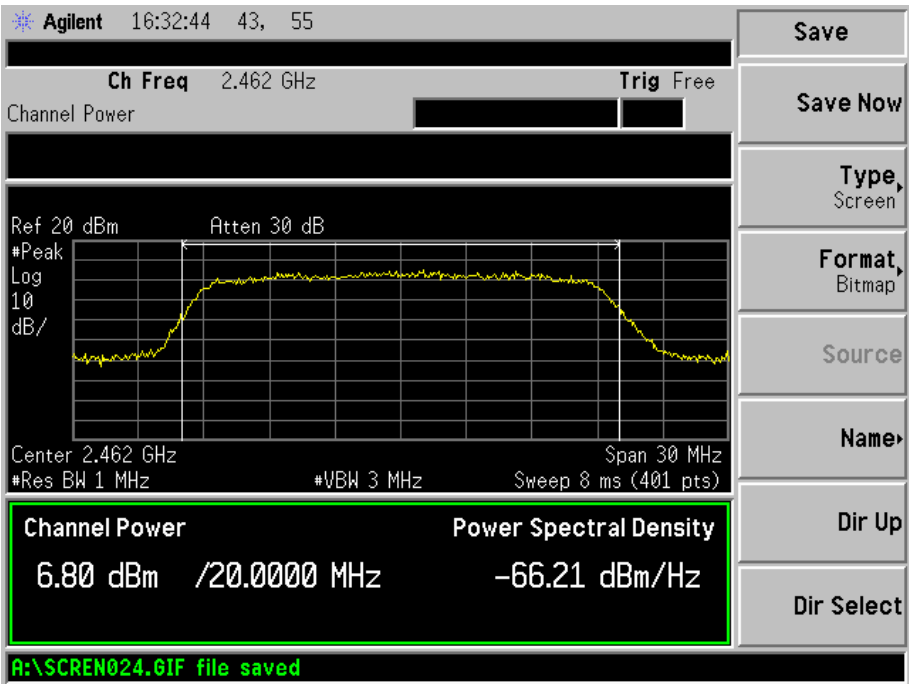 Agilent 16:32:44 43, 55
Ch Freq 2.462 GHz Trig Free
Channel Power
Ref 20 dBm Atten 30 dB
#Peak
Log
10
dB/
Center 2.462 GHz Span 30 MHz
#Res BW 1 MHz #VBW 3 MHz Sweep 8 ms (401 pts)
Channel Power Power Spectral Density
6.80 dBm /20.0000 MHz -66.21 dBm/Hz
A:\SCREN024.GIF file saved
Save
Save Now
Type
Screen
Format
Bitmap
Source
Name
Dir Up
Dir Select